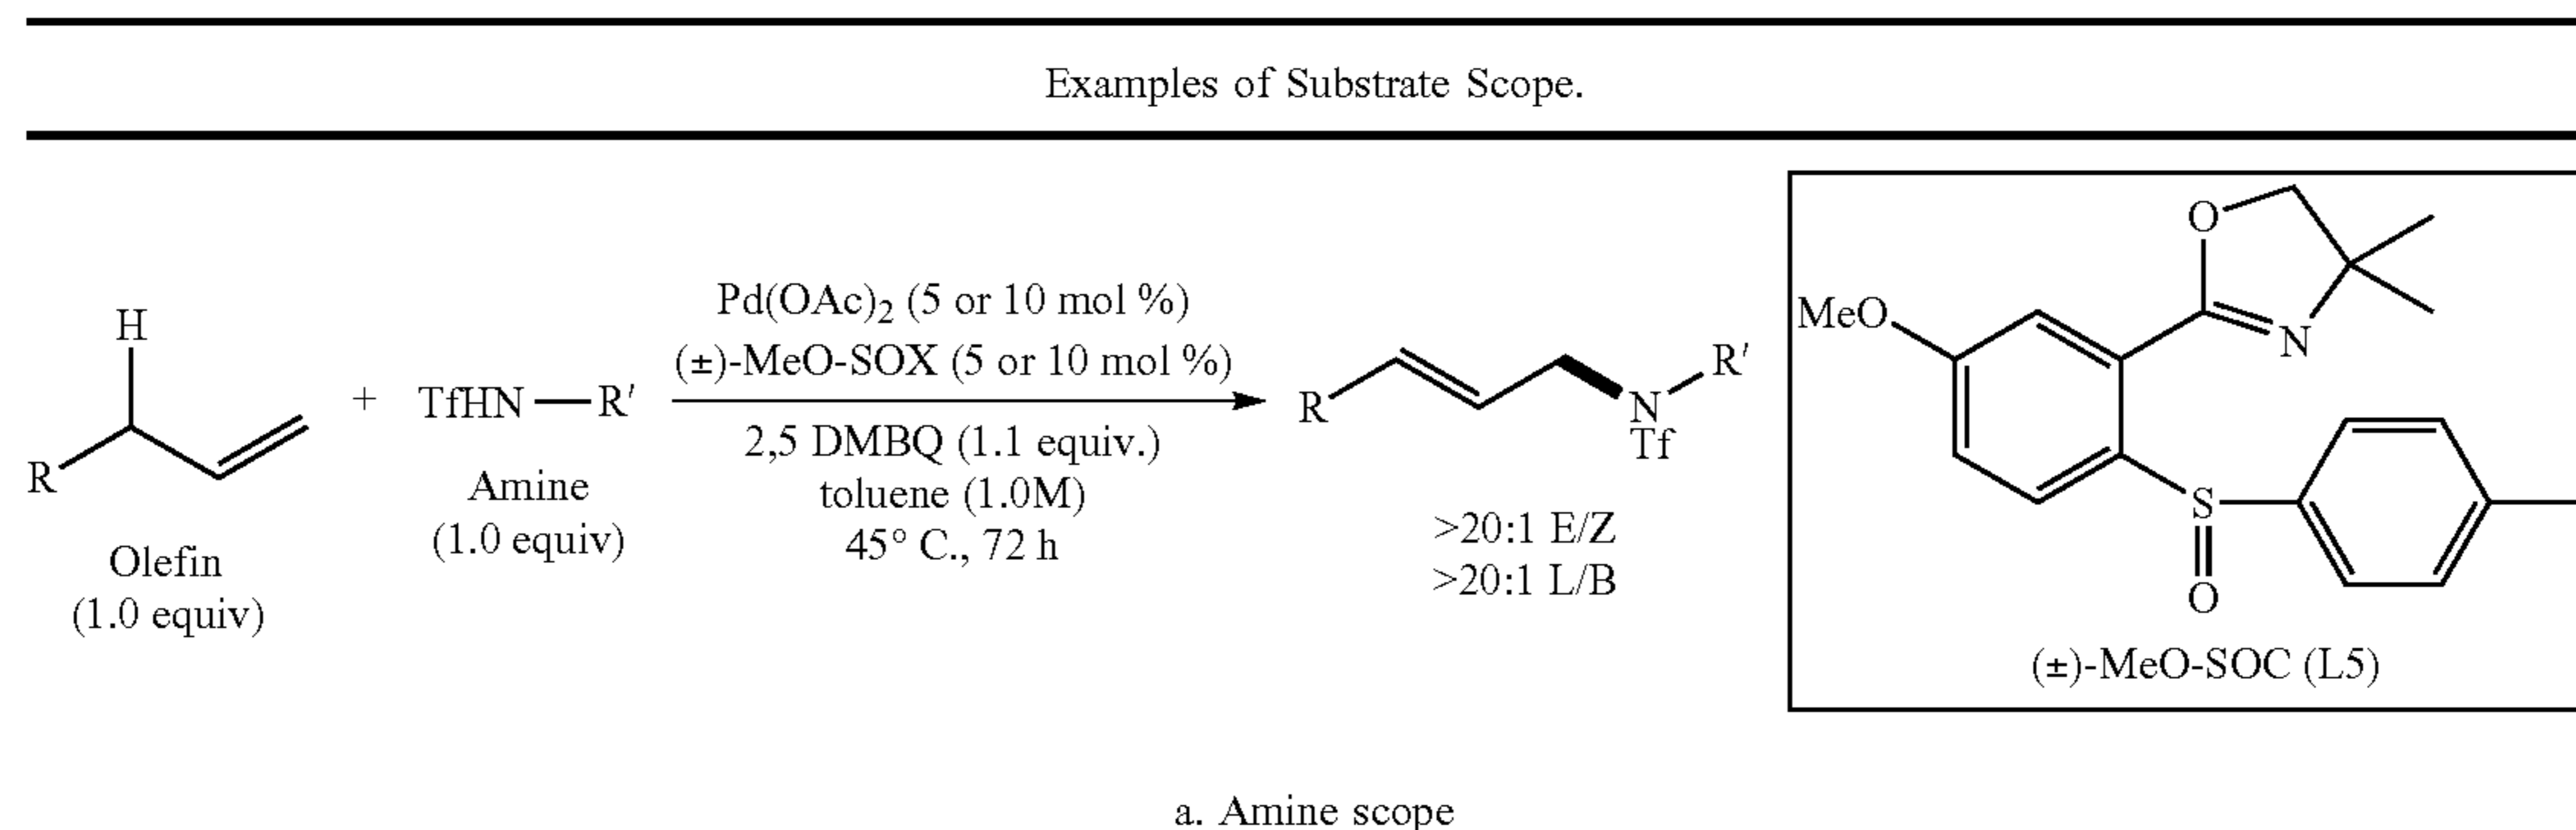 Examples of Substrate Scope.
H
R
Olefin
(1.0 equiv)
+
TfHN—R′
Amine
(1.0 equiv)
Pd(OAc)₂ (5 or 10 mol %)
(±)-MeO-SOX (5 or 10 mol %)
2,5 DMBQ (1.1 equiv.)
toluene (1.0M)
45° C., 72 h
R
N
R′
Tf
>20:1 E/Z
>20:1 L/B
O
MeO
N
S
O
(±)-MeO-SOC (L5)
a. Amine scope